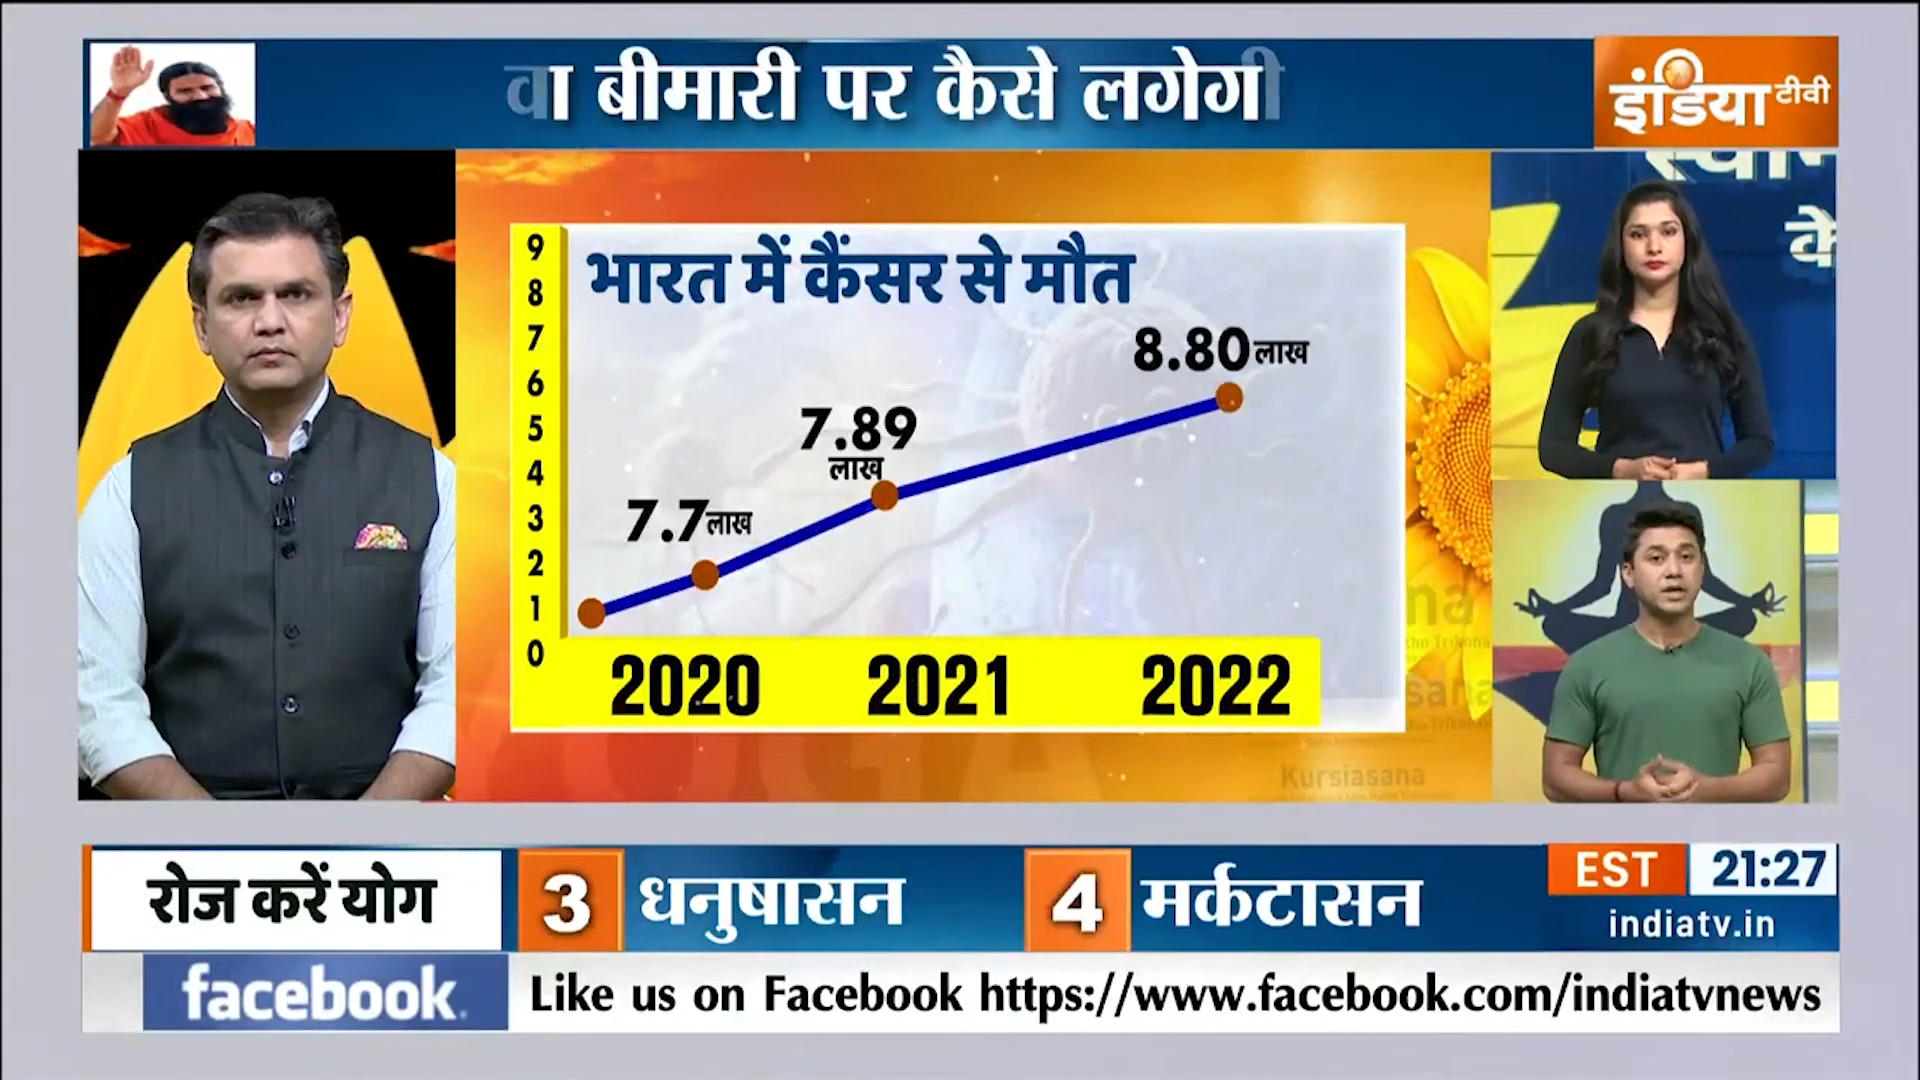 वा बीमारी पर कैसे लगेगी
इंडिया टीवी
स्थान
के
9
8
7
6
5
4
3
2
1
0
भारत में कैंसर से मौत
8.80 लाख
7.89
लाख
7.7 लाख
2020 2021 2022
Kursiasana
रोज करें योग
3 धनुषासन
4 मर्कटासन
EST 21:27
indiatv.in
facebook.
Like us on Facebook https://www.facebook.com/indiatvnews